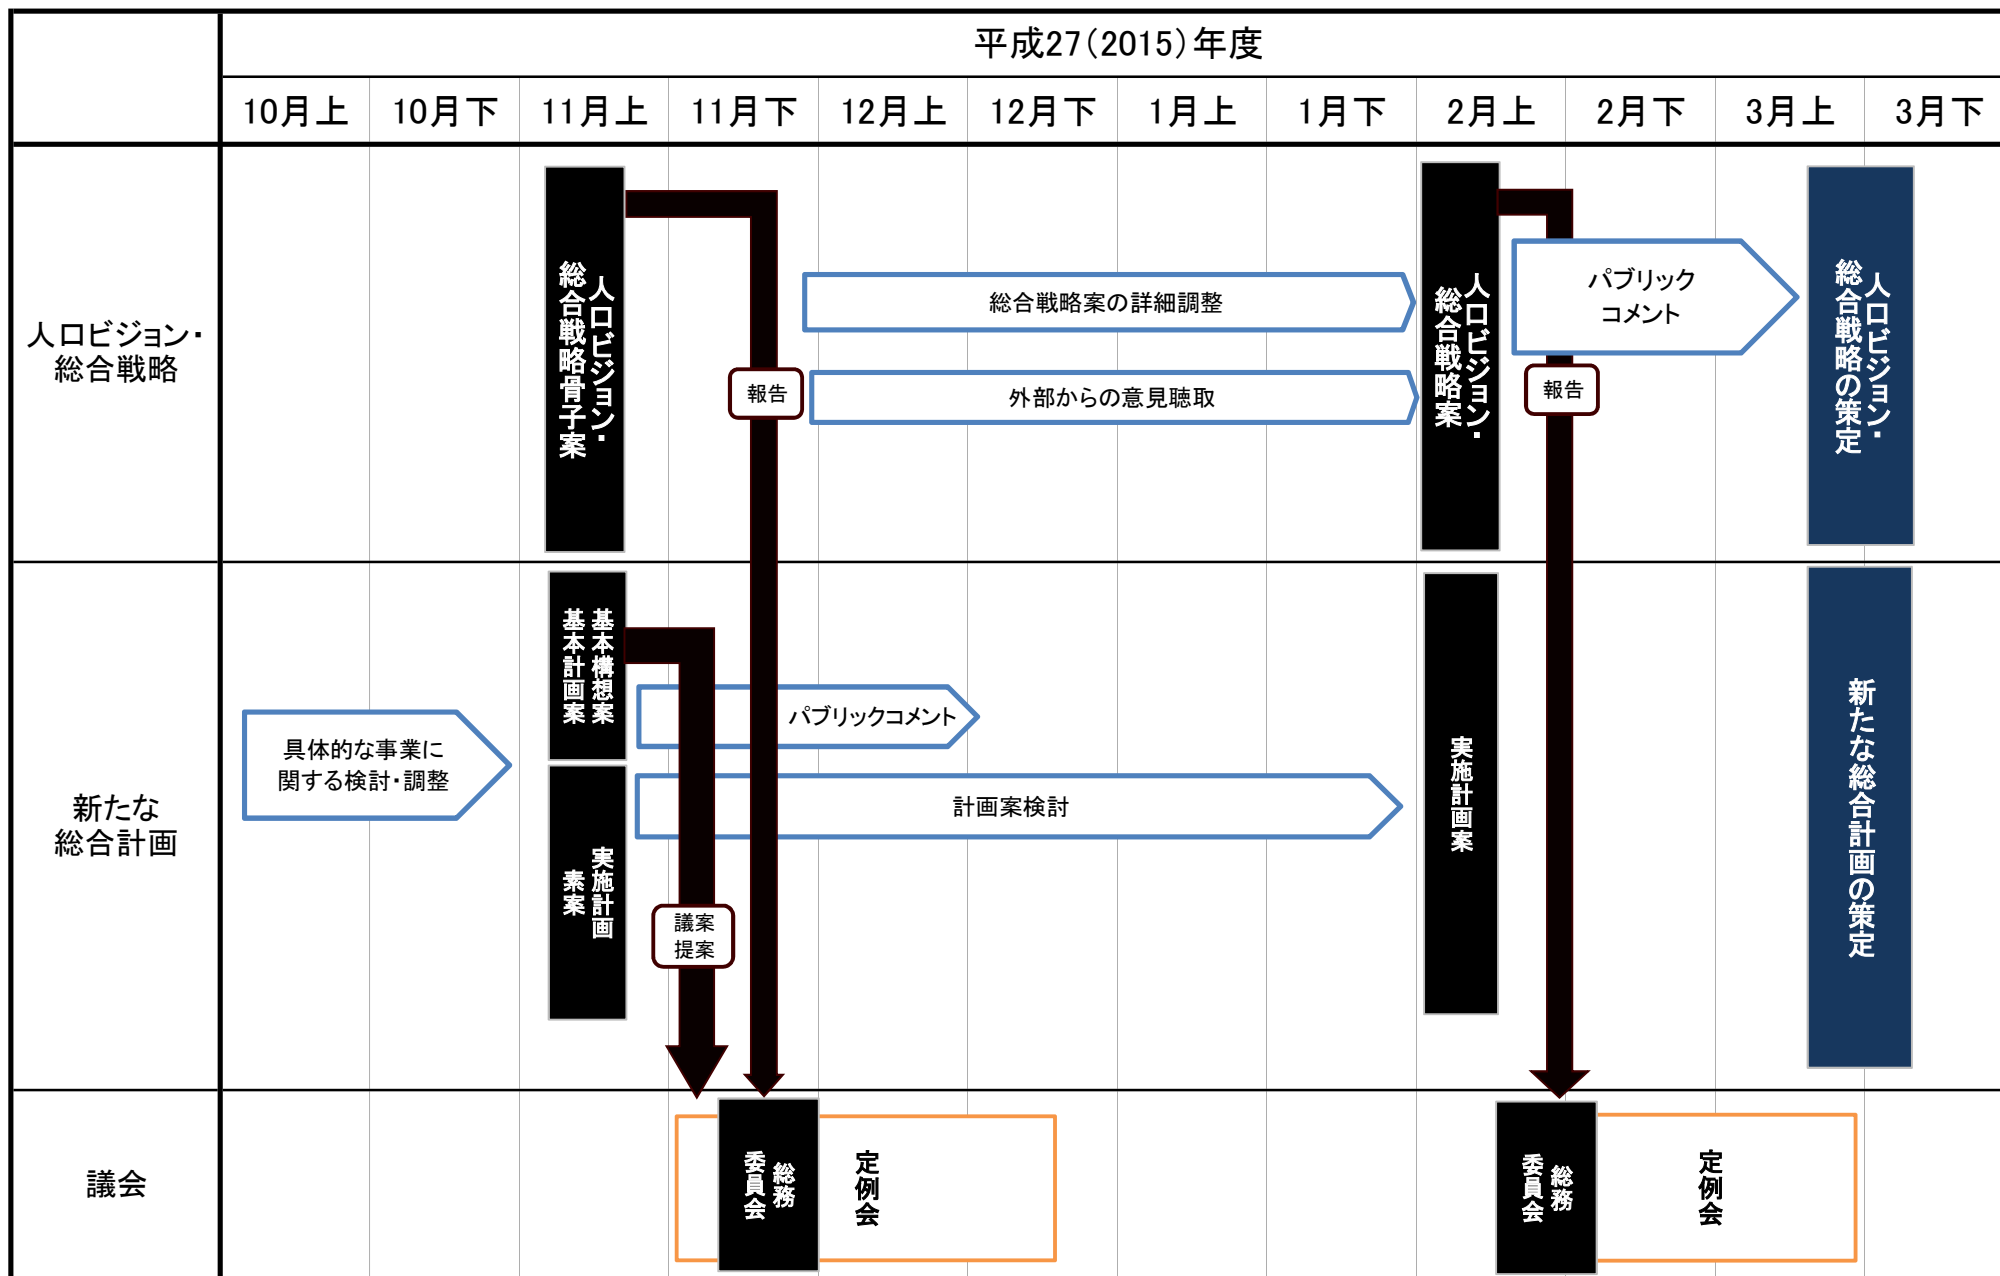 平成27(2015)年度
10月上
10月下
11月上
11月下
12月上
12月下
1月上
1月下
2月上
2月下
3月上
3月下
人口ビジョン・
総合戦略
人口ビジョン・
総合戦略骨子案
報告
総合戦略案の詳細調整
外部からの意見聴取
人口ビジョン・
総合戦略案
パブリック
コメント
報告
人口ビジョン・
総合戦略の策定
新たな
総合計画
具体的な事業に
関する検討・調整
基本構想案
基本計画案
実施計画
素案
議案
提案
パブリックコメント
計画案検討
実施計画案
新たな総合計画の策定
議会
総務
委員会
定例会
総務
委員会
定例会